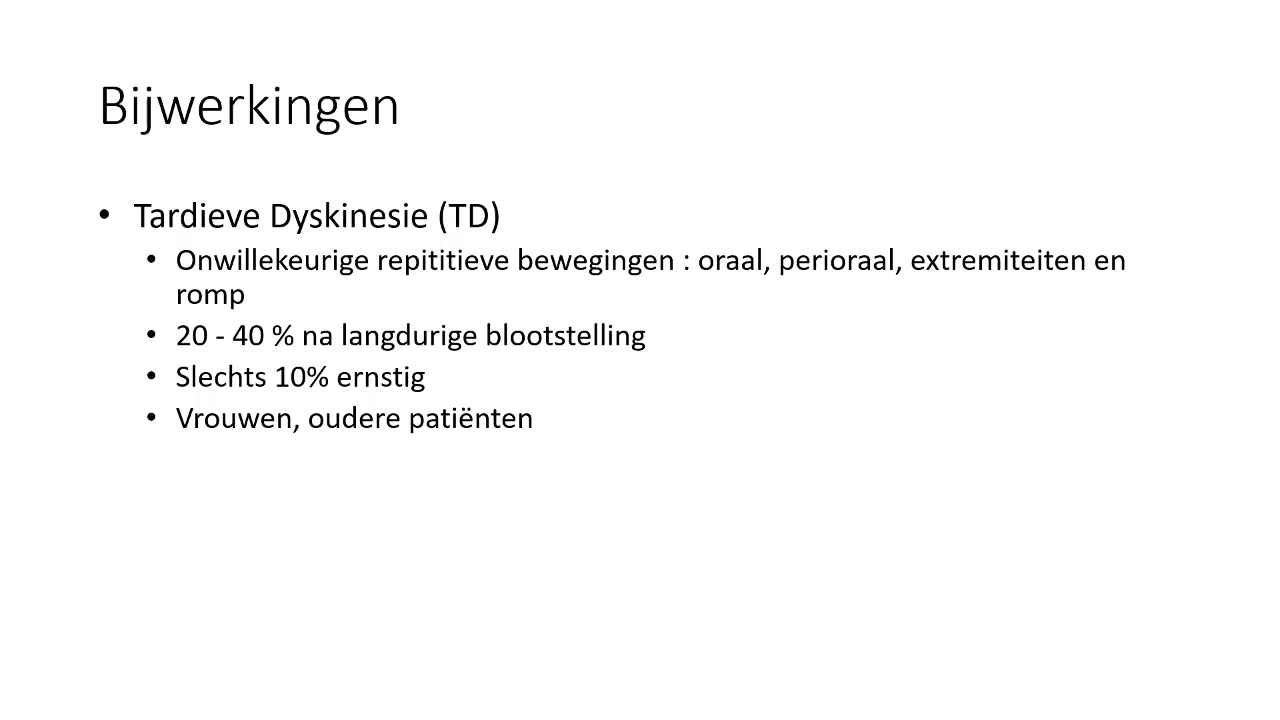 Bijwerkingen
• Tardieve Dyskinesie (TD)
• Onwillekeurige repititieve bewegingen : oraal, perioraal, extremiteiten en
romp
• 20 - 40 % na langdurige blootstelling
• Slechts 10% ernstig
• Vrouwen, oudere patiënten